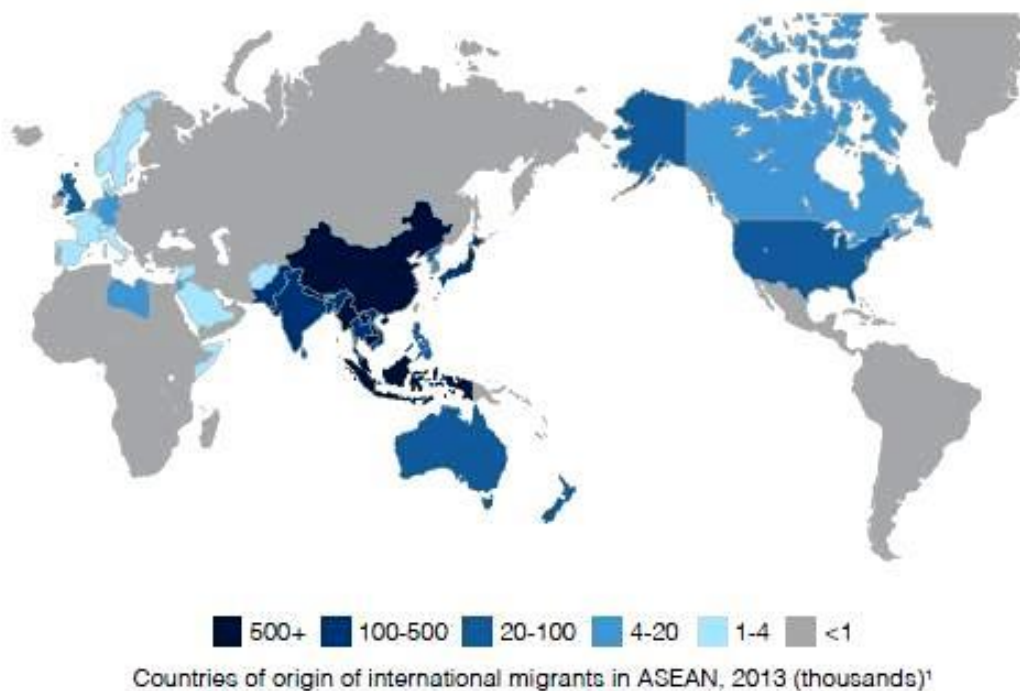 500+ 100-500 20-100 4-20 1-4 <1
Countries of origin of international migrants in ASEAN, 2013 (thousands)¹